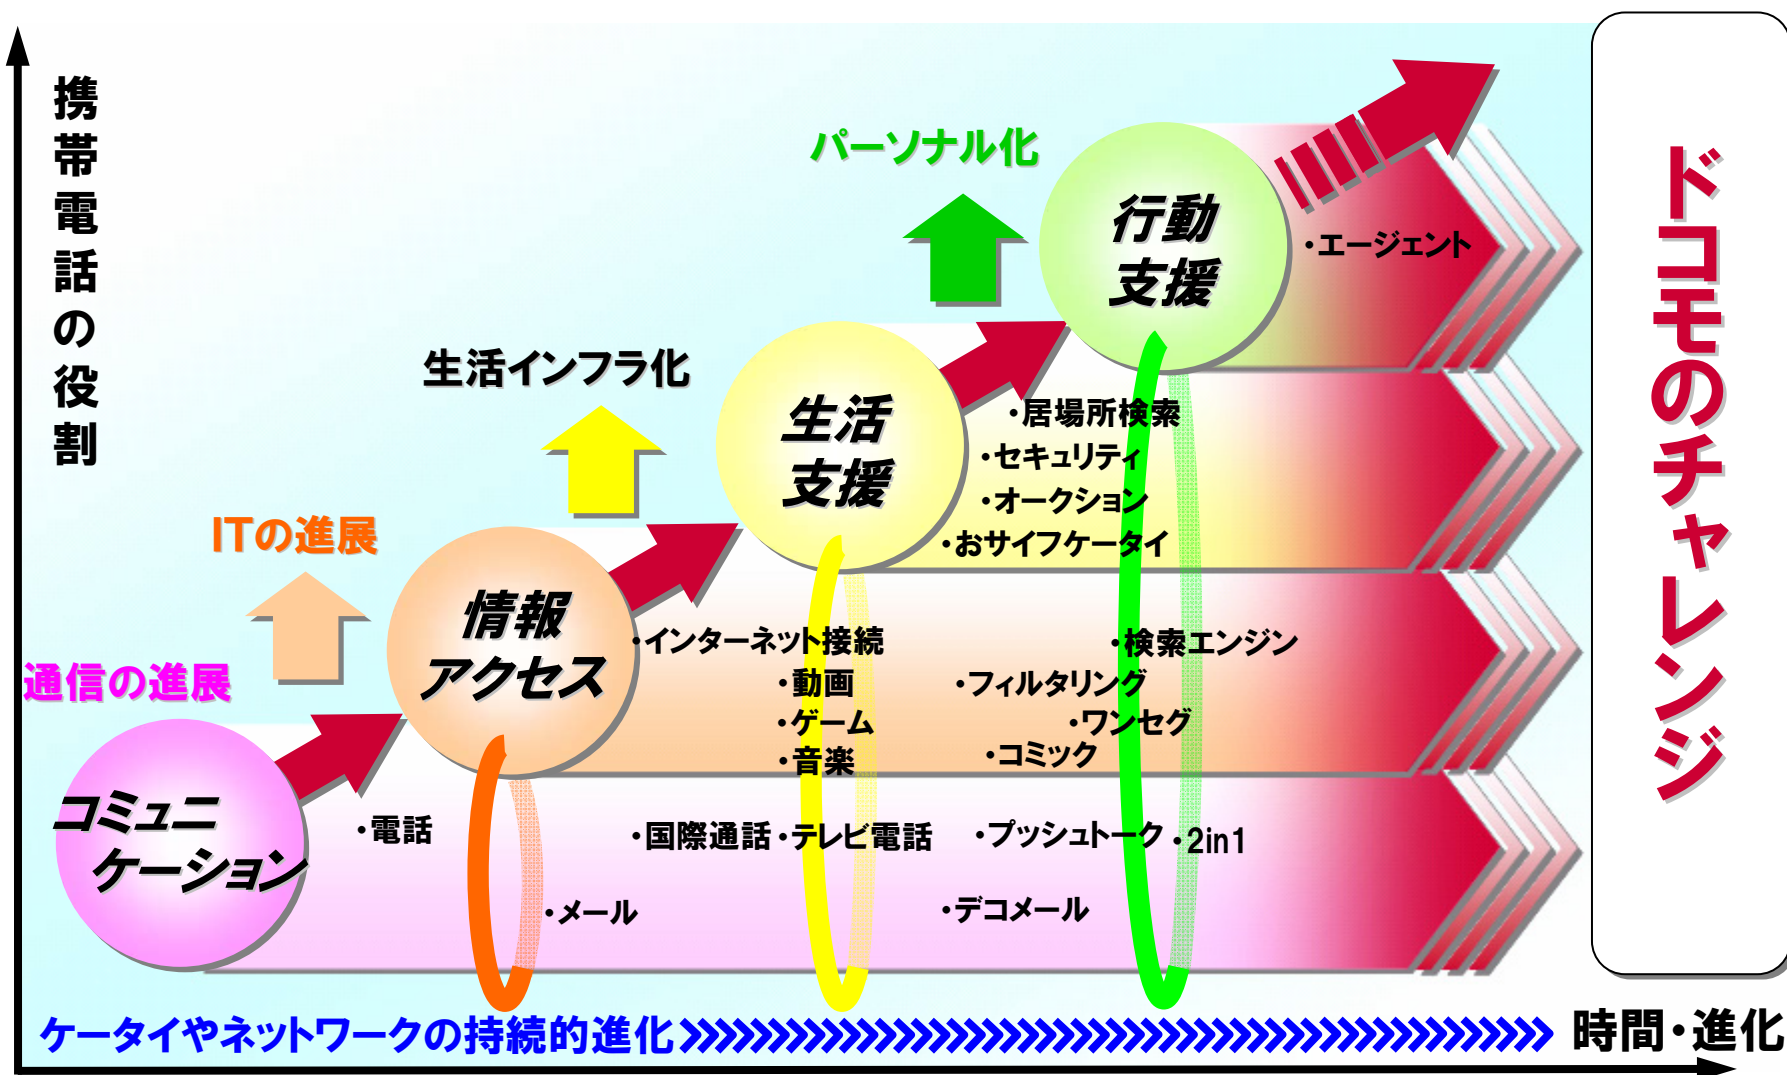 携帯電話の役割
パーソナル化
行動
支援
・エージェント
生活インフラ化
生活
支援
・居場所検索
・セキュリティ
・オークション
・おサイフケータイ
ITの進展
情報
アクセス
・インターネット接続
・検索エンジン
・動画
・フィルタリング
・ゲーム
・ワンセグ
・音楽
・コミック
通信の進展
コミュニ
ケーション
・電話
・国際通話・テレビ電話
・プッシュトーク
・2in1
・メール
・デコメール
ケータイやネットワークの持続的進化
時間・進化
ドコモのチャレンジ